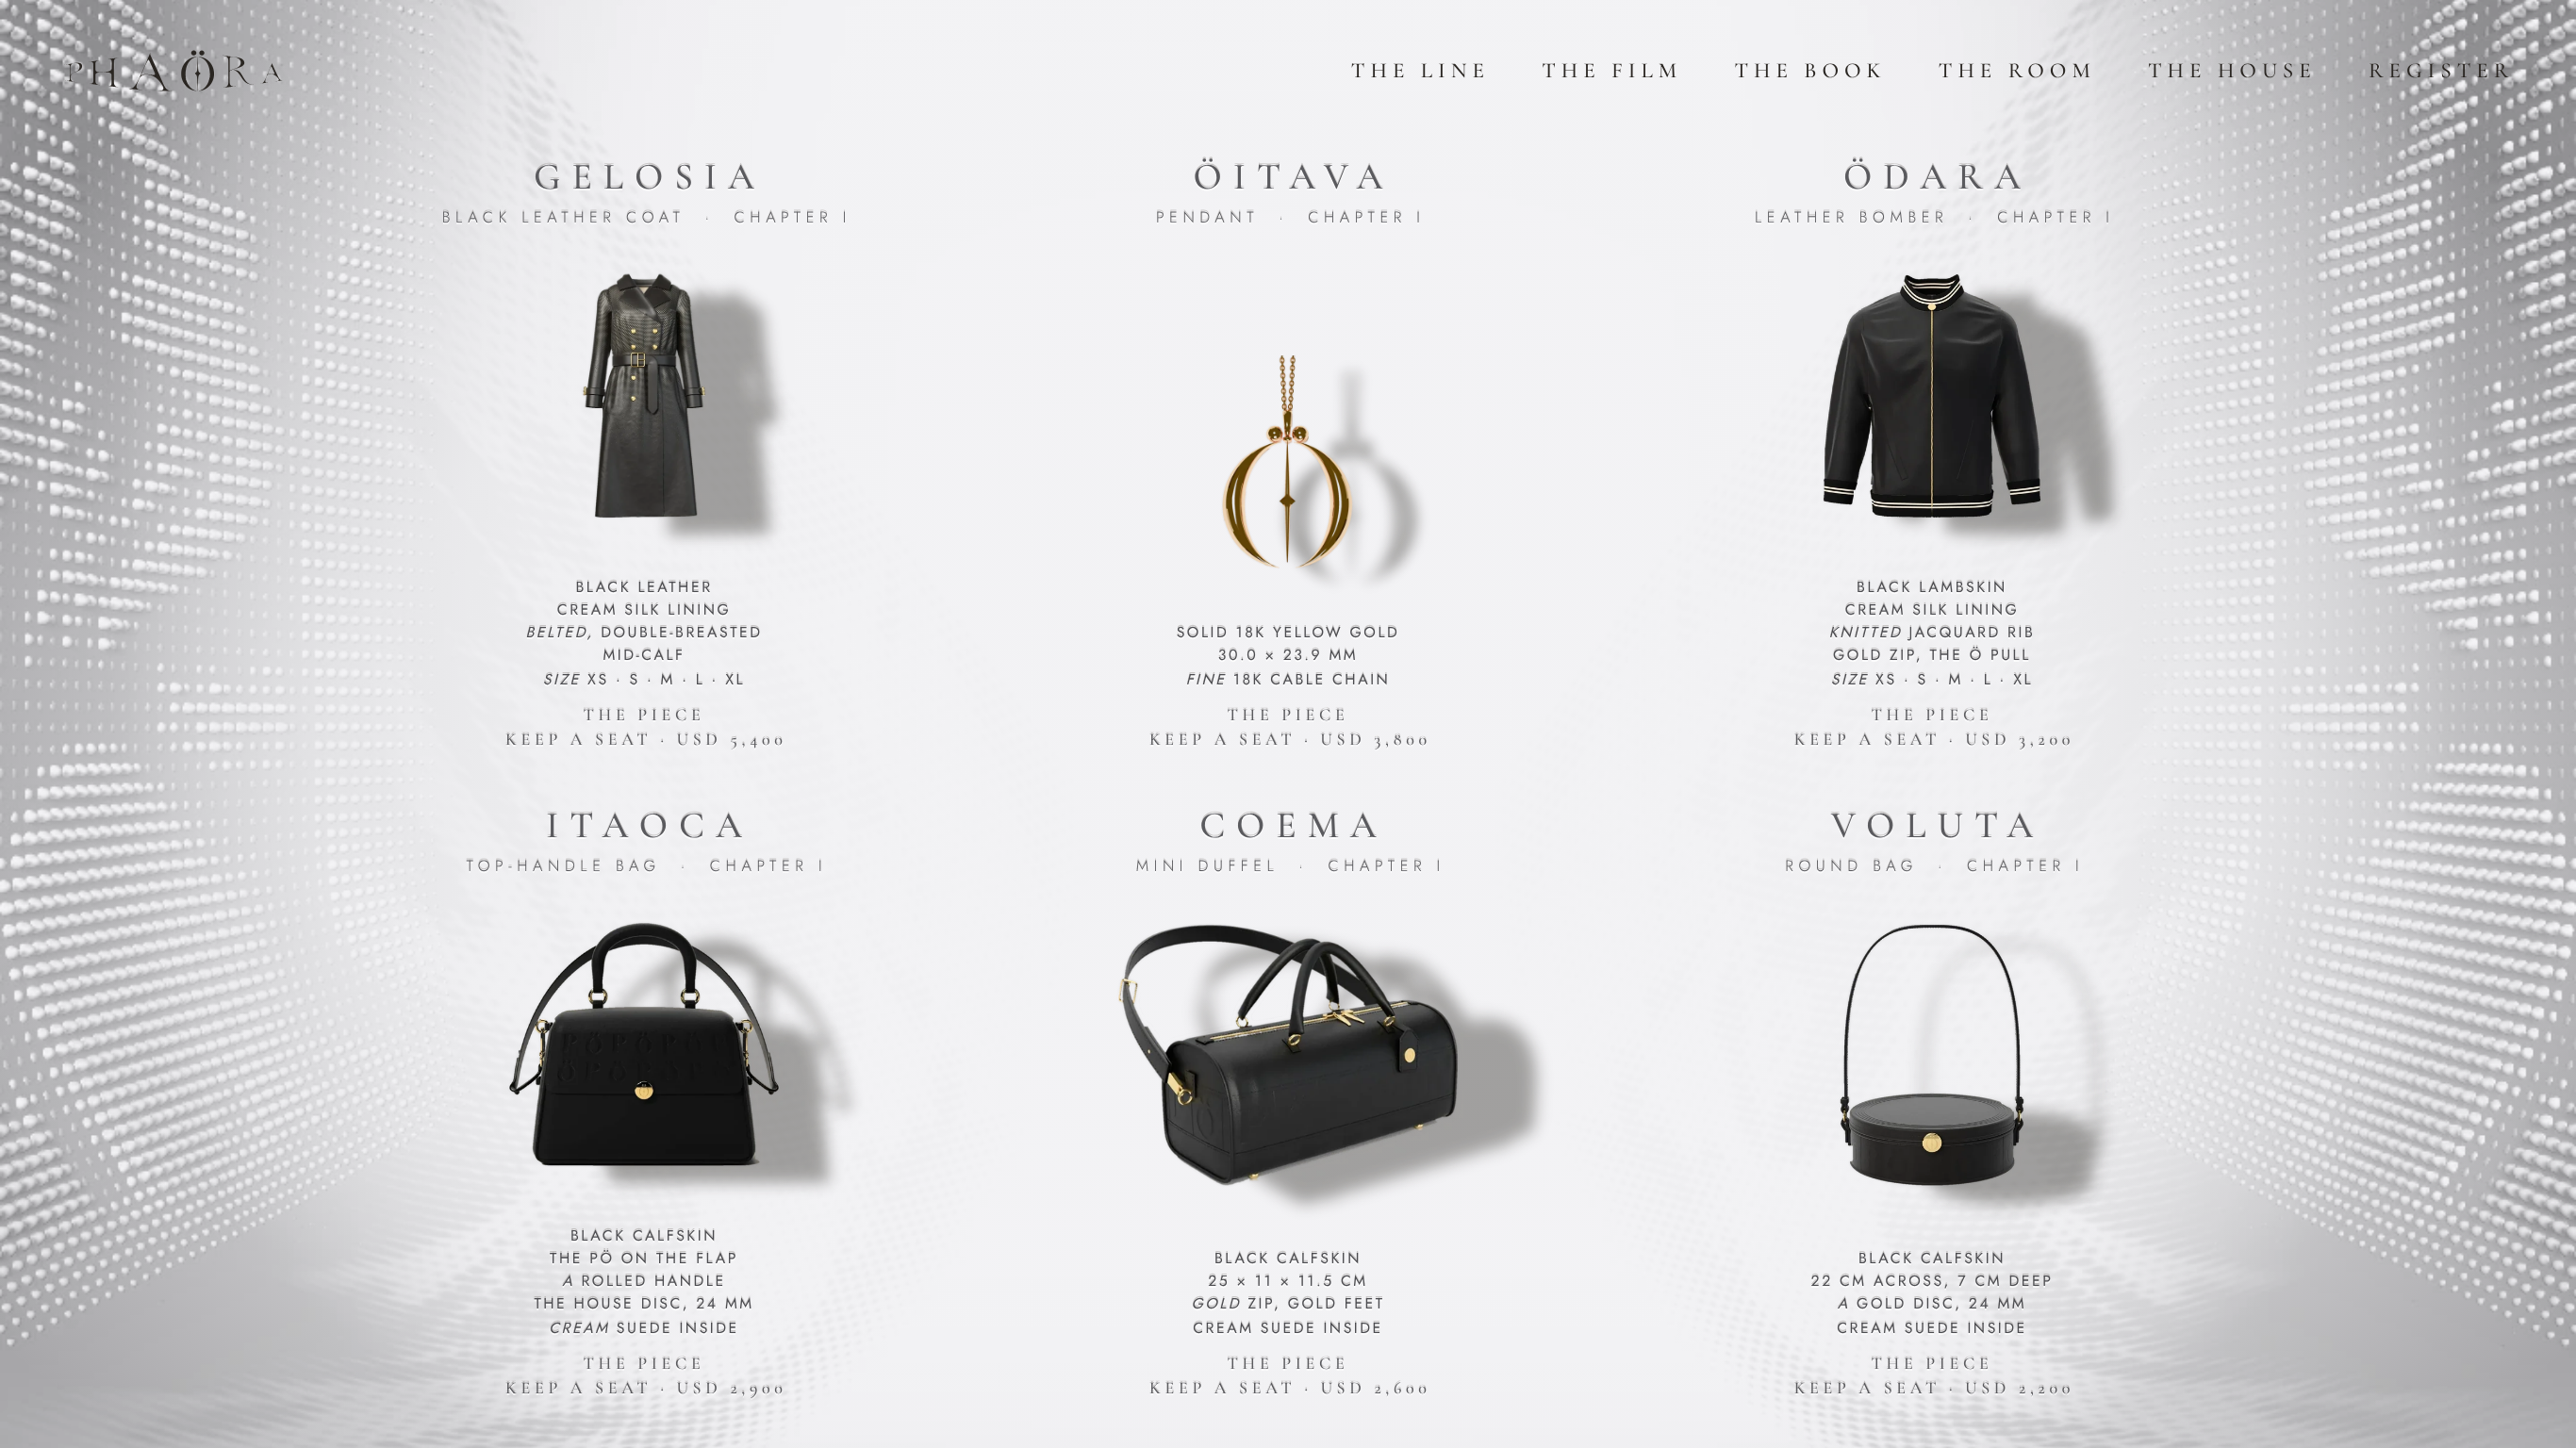 PHAÖRA
THE LINE THE FILM THE BOOK THE ROOM THE HOUSE REGISTER
GELOSIA
BLACK LEATHER COAT · CHAPTER I
BLACK LEATHER
CREAM SILK LINING
BELTED, DOUBLE-BREASTED
MID-CALF
SIZE XS · S · M · L · XL
THE PIECE
KEEP A SEAT · USD 5,400
ÖITAVA
PENDANT · CHAPTER I
SOLID 18K YELLOW GOLD
30.0 × 23.9 MM
FINE 18K CABLE CHAIN
THE PIECE
KEEP A SEAT · USD 3,800
ÖDARA
LEATHER BOMBER · CHAPTER I
BLACK LAMBSKIN
CREAM SILK LINING
KNITTED JACQUARD RIB
GOLD ZIP, THE Ö PULL
SIZE XS · S · M · L · XL
THE PIECE
KEEP A SEAT · USD 3,200
ITAOCA
TOP-HANDLE BAG · CHAPTER I
BLACK CALFSKIN
THE PÖ ON THE FLAP
A ROLLED HANDLE
THE HOUSE DISC, 24 MM
CREAM SUEDE INSIDE
THE PIECE
KEEP A SEAT · USD 2,900
COEMA
MINI DUFFEL · CHAPTER I
BLACK CALFSKIN
25 × 11 × 11.5 CM
GOLD ZIP, GOLD FEET
CREAM SUEDE INSIDE
THE PIECE
KEEP A SEAT · USD 2,600
VOLUTA
ROUND BAG · CHAPTER I
BLACK CALFSKIN
22 CM ACROSS, 7 CM DEEP
A GOLD DISC, 24 MM
CREAM SUEDE INSIDE
THE PIECE
KEEP A SEAT · USD 2,200